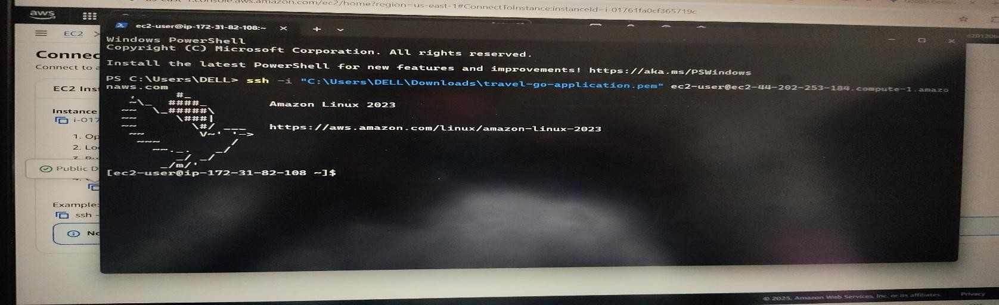 1.console.aws.amazon.com/ec2/home?region=us-east-1#ConnectToInstance:instanceId=i-01761fa0cf365719c
aws
ec2-user@ip-172-31-82-108:~
EC2
Connec
Connect to a
EC2 Inst
Instance
i-017
1. Op
2. Lo
Public D
Example:
ssh -
No
Windows PowerShell
Copyright (C) Microsoft Corporation. All rights reserved.
Install the latest PowerShell for new features and improvements! https://aka.ms/PSWindows
PS C:\Users\DELL> ssh -i "C:\Users\DELL\Downloads\travel-go-application.pem" ec2-user@ec2-44-202-253-184.compute-1.amazo
naws.com
   ,     #_
   ~\_  ####_        Amazon Linux 2023
  ~~  \_#####\
  ~~     \###|
  ~~       \#/ ___   https://aws.amazon.com/linux/amazon-linux-2023
   ~~       V~' '->
    ~~~         /
      ~~._.   _/
         _/ _/
       _/m/'
[ec2-user@ip-172-31-82-108 ~]$
© 2025, Amazon Web Services, Inc. or its affiliates.
Privacy